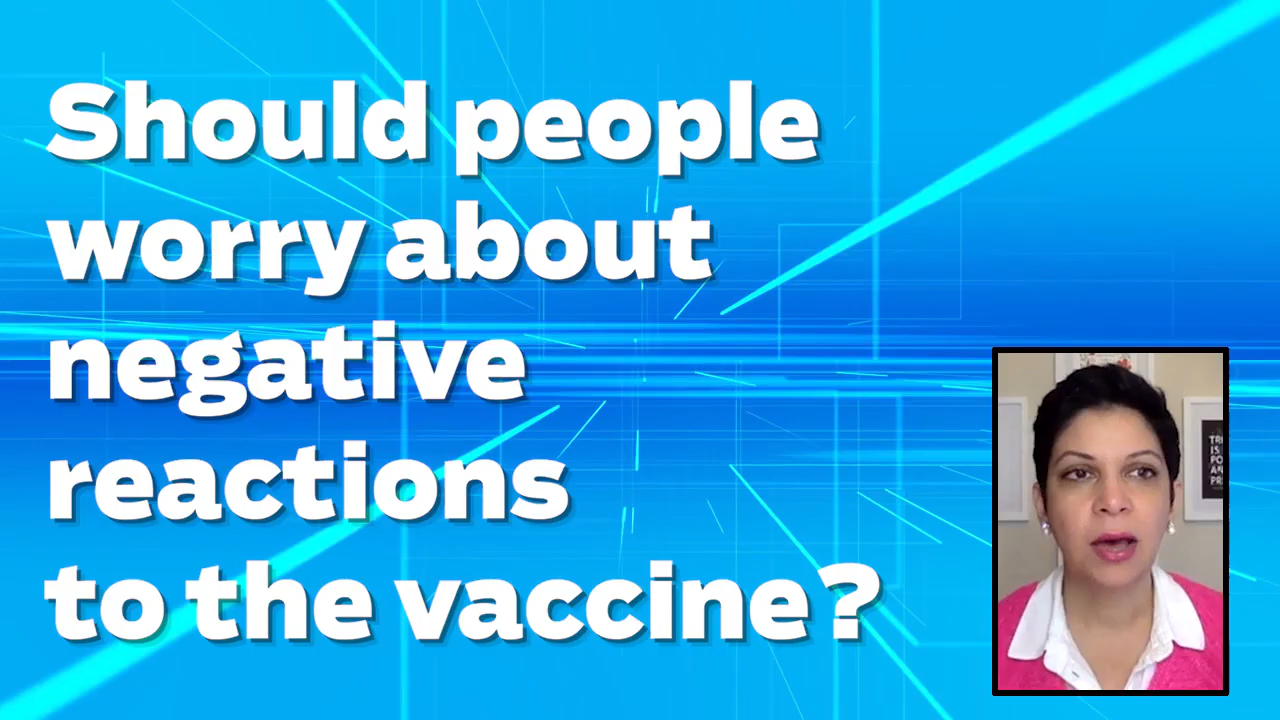 Should people
worry about
negative
reactions
to the vaccine?